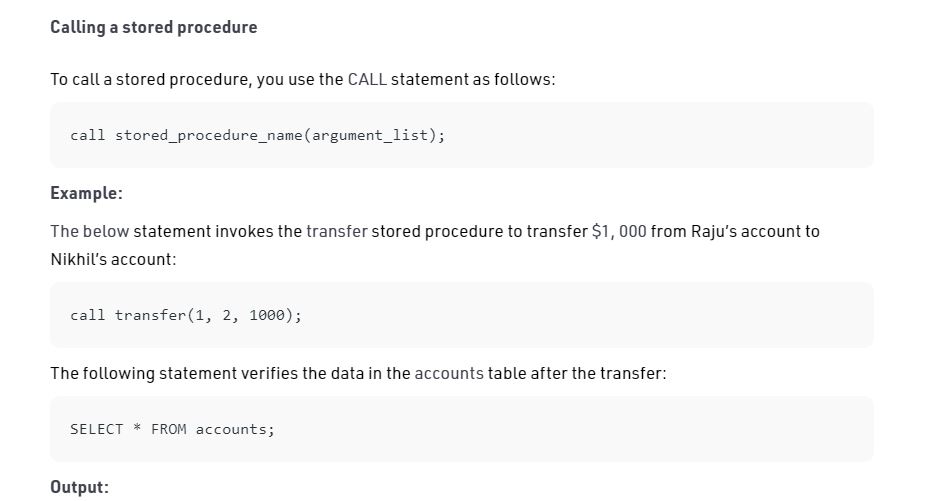 Calling a stored procedure
To call a stored procedure, you use the CALL statement as follows:
call stored_procedure_name(argument_list);
Example:
The below statement invokes the transfer stored procedure to transfer $1, 000 from Raju’s account to
Nikhil’s account:
call transfer(1, 2, 1000);
The following statement verifies the data in the accounts table after the transfer:
SELECT * FROM accounts;
Output: